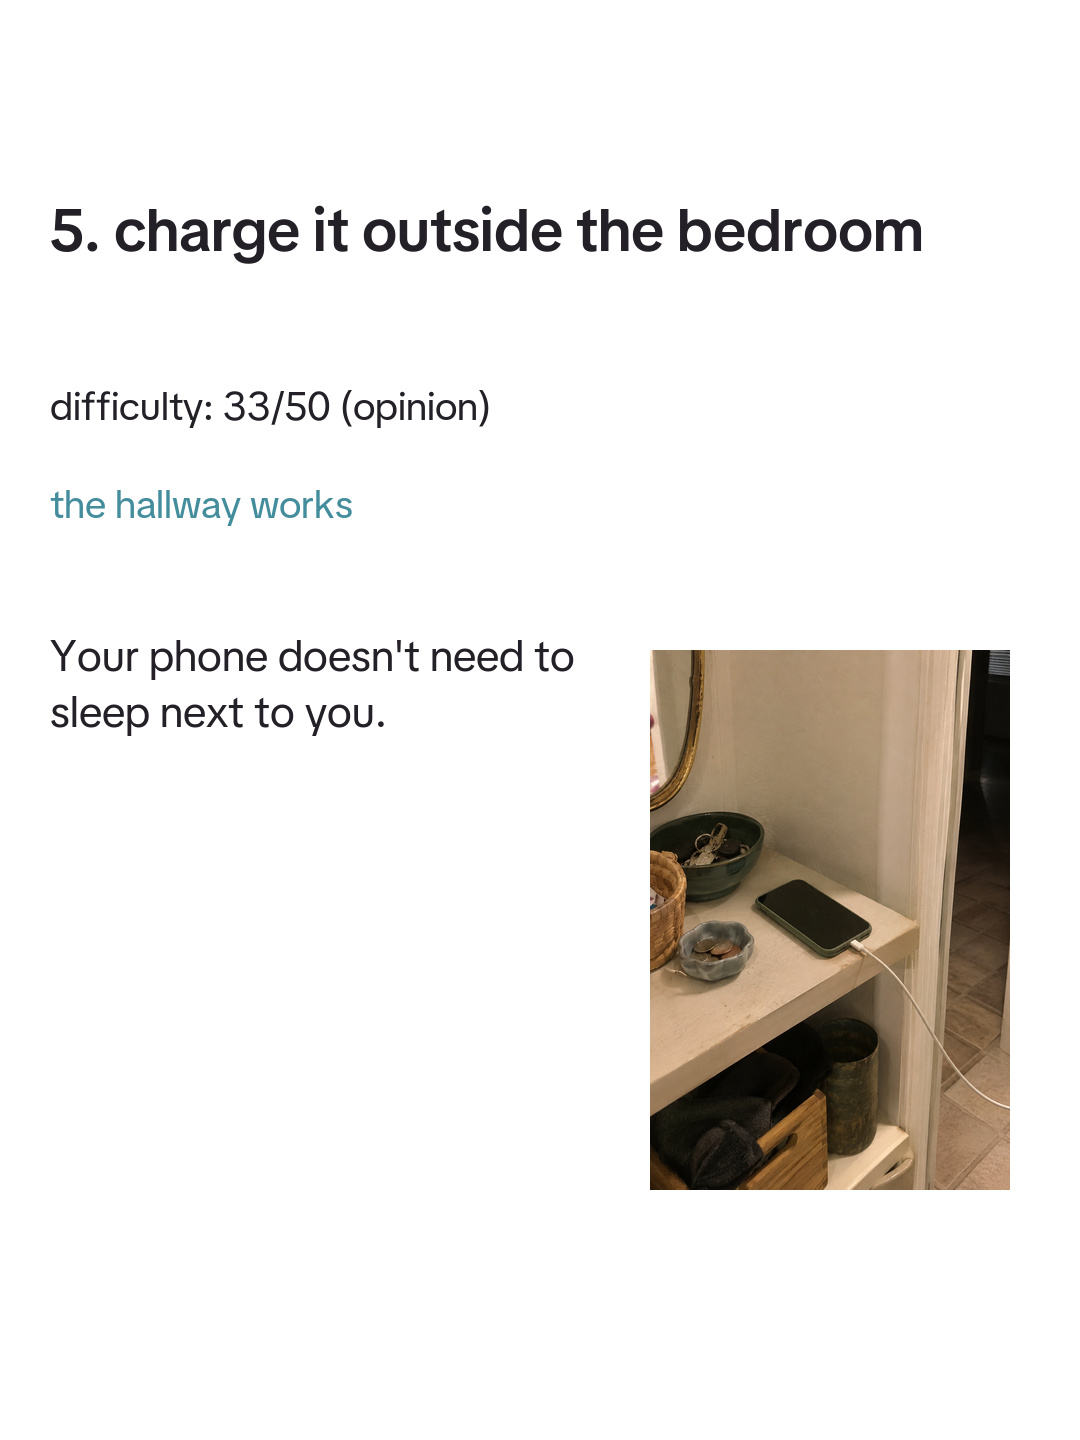 5. charge it outside the bedroom
difficulty: 33/50 (opinion)
the hallway works
Your phone doesn't need to
sleep next to you.